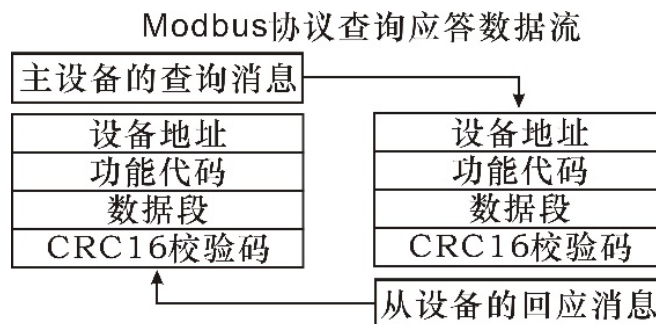 Modbus协议查询应答数据流
主设备的查询消息
设备地址
功能代码
数据段
CRC16校验码
设备地址
功能代码
数据段
CRC16校验码
从设备的回应消息